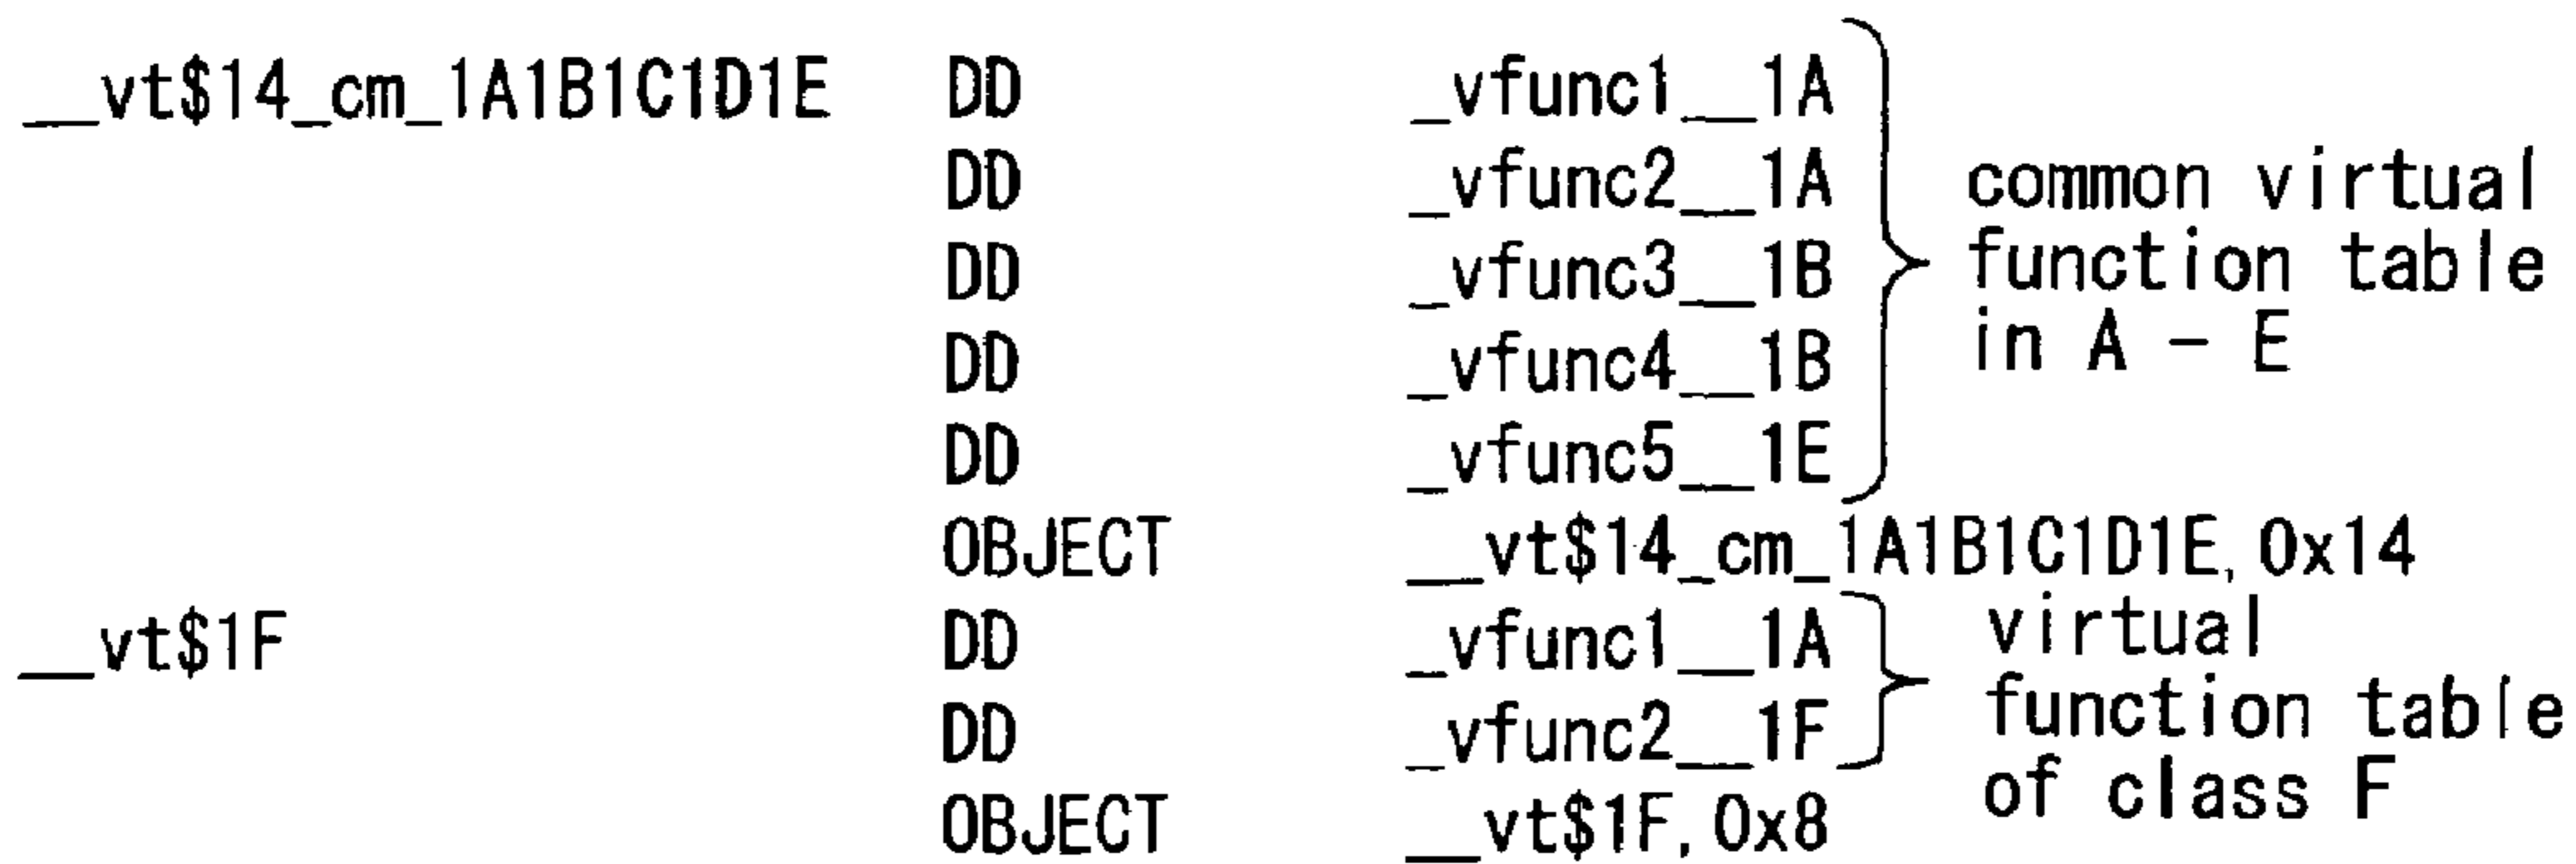 __vt$14_cm_1A1B1C1D1E DD _vfunc1__1A
DD _vfunc2__1A common virtual
DD _vfunc3__1B function table
DD _vfunc4__1B in A - E
DD _vfunc5__1E
OBJECT __vt$14_cm_1A1B1C1D1E, 0x14
__vt$1F DD _vfunc1__1A virtual
DD _vfunc2__1F function table
OBJECT __vt$1F, 0x8 of class F